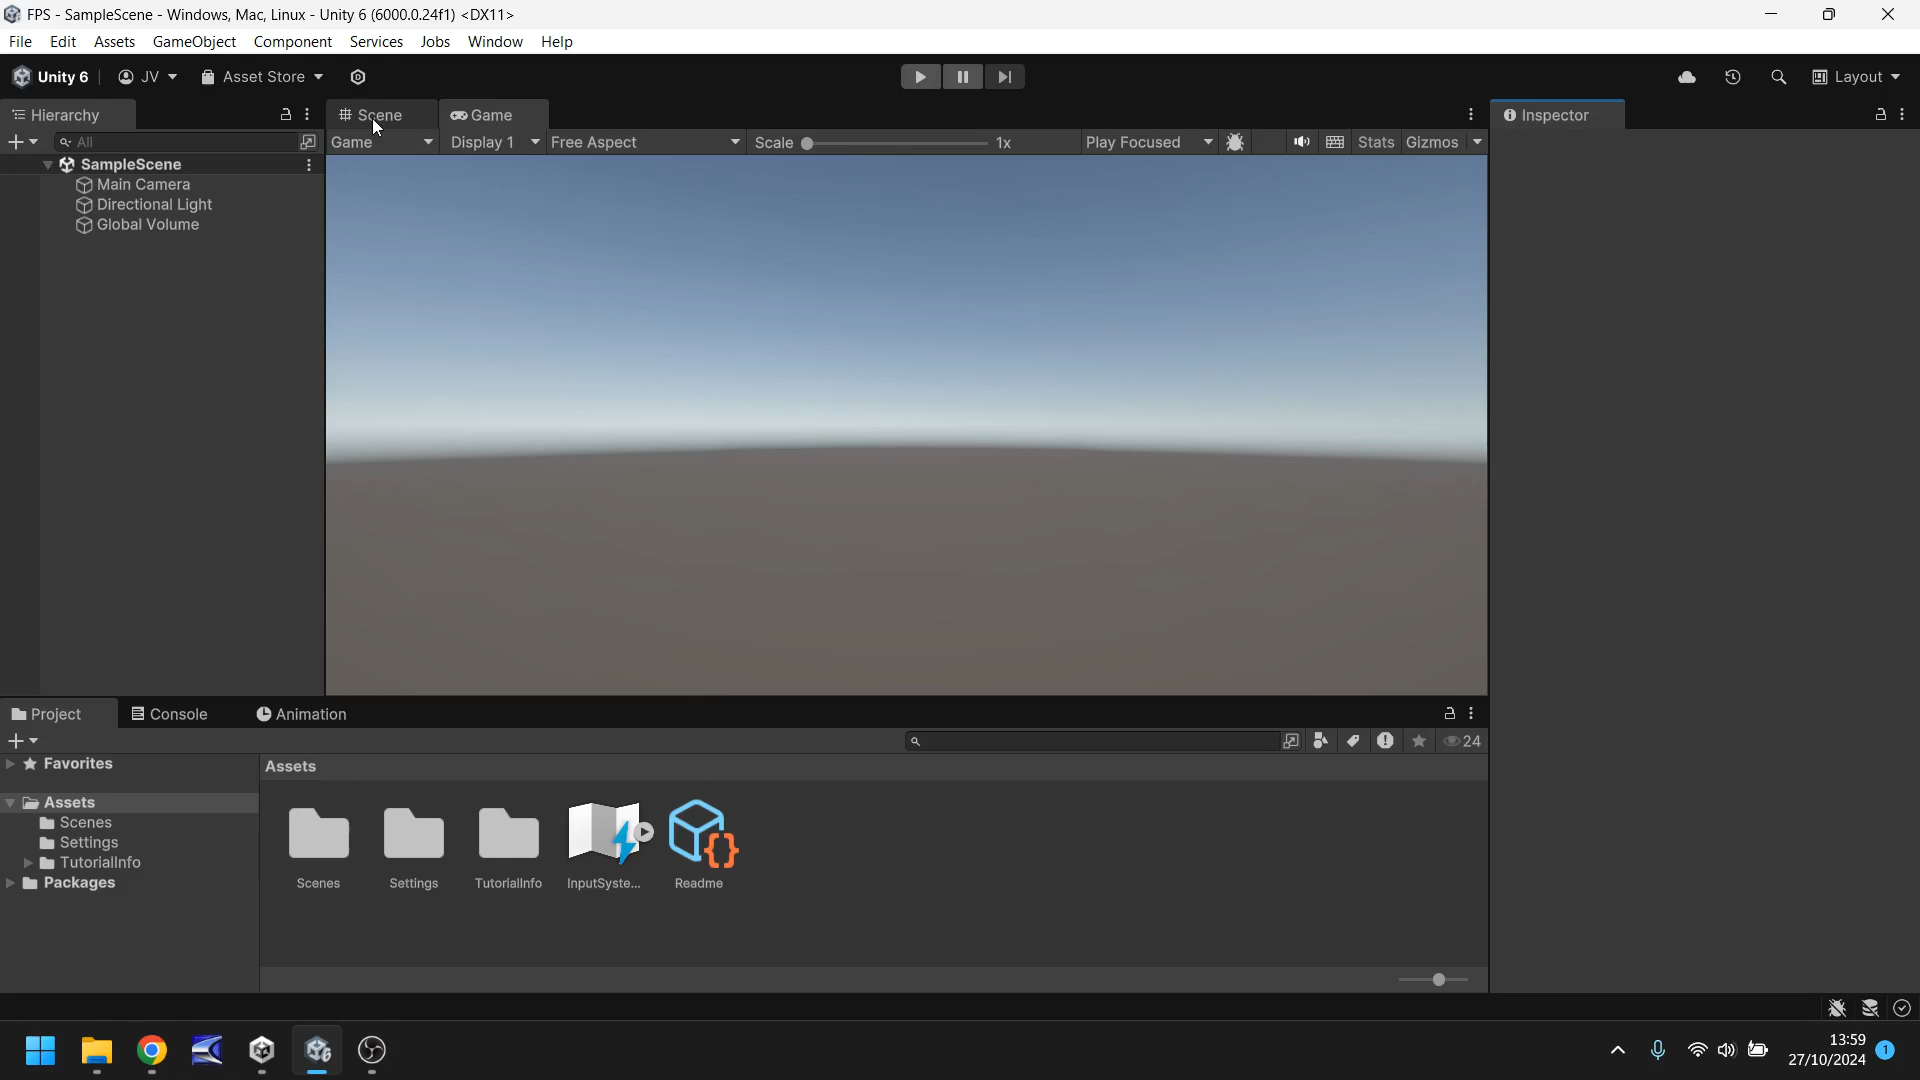 FPS - SampleScene - Windows, Mac, Linux - Unity 6 (6000.0.24f1) <DX11>
File Edit Assets GameObject Component Services Jobs Window Help
Unity 6 JV Asset Store Layout
Hierarchy Scene Game Inspector
All Game Display 1 Free Aspect Scale 1x Play Focused Stats Gizmos
SampleScene
Main Camera
Directional Light
Global Volume
Project Console Animation
24
Favorites Assets
Assets
Scenes
Settings
TutorialInfo
Packages
Scenes Settings TutorialInfo InputSyste... Readme
13:59
27/10/2024 1